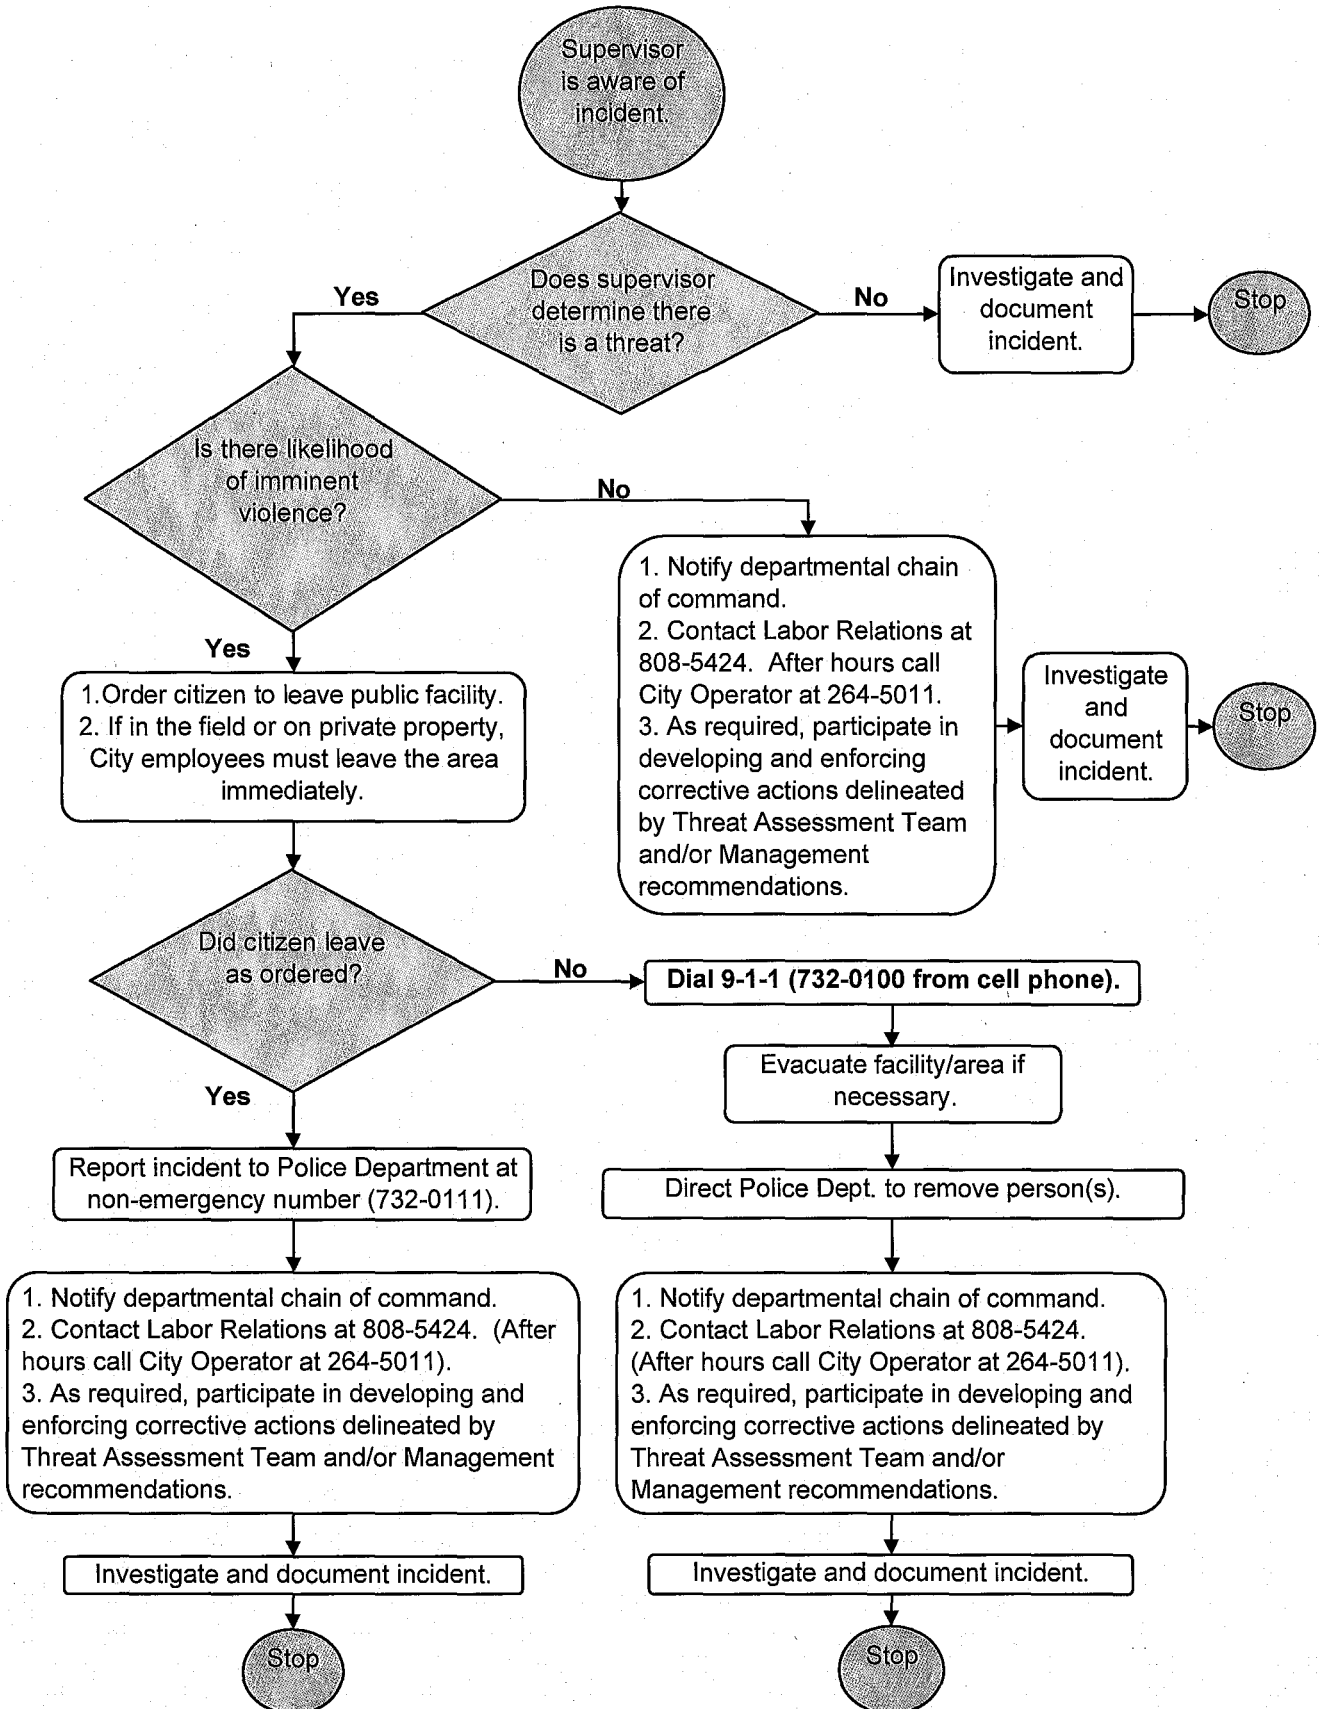 Supervisor
is aware of
incident.
Does supervisor
determine there
is a threat?
Yes
No
Investigate and
document
incident.
Stop
Is there likelihood
of imminent
violence?
No
Yes
1. Notify departmental chain
of command.
2. Contact Labor Relations at
808-5424.  After hours call
City Operator at 264-5011.
3. As required, participate in
developing and enforcing
corrective actions delineated
by Threat Assessment Team
and/or Management
recommendations.
Investigate
and
document
incident.
Stop
1.Order citizen to leave public facility.
2. If in the field or on private property,
City employees must leave the area
immediately.
Did citizen leave
as ordered?
No
Yes
Dial 9-1-1 (732-0100 from cell phone).
Evacuate facility/area if
necessary.
Direct Police Dept. to remove person(s).
1. Notify departmental chain of command.
2. Contact Labor Relations at 808-5424.
(After hours call City Operator at 264-5011).
3. As required, participate in developing and
enforcing corrective actions delineated by
Threat Assessment Team and/or
Management recommendations.
Investigate and document incident.
Stop
Report incident to Police Department at
non-emergency number (732-0111).
1. Notify departmental chain of command.
2. Contact Labor Relations at 808-5424.  (After
hours call City Operator at 264-5011).
3. As required, participate in developing and
enforcing corrective actions delineated by
Threat Assessment Team and/or Management
recommendations.
Investigate and document incident.
Stop